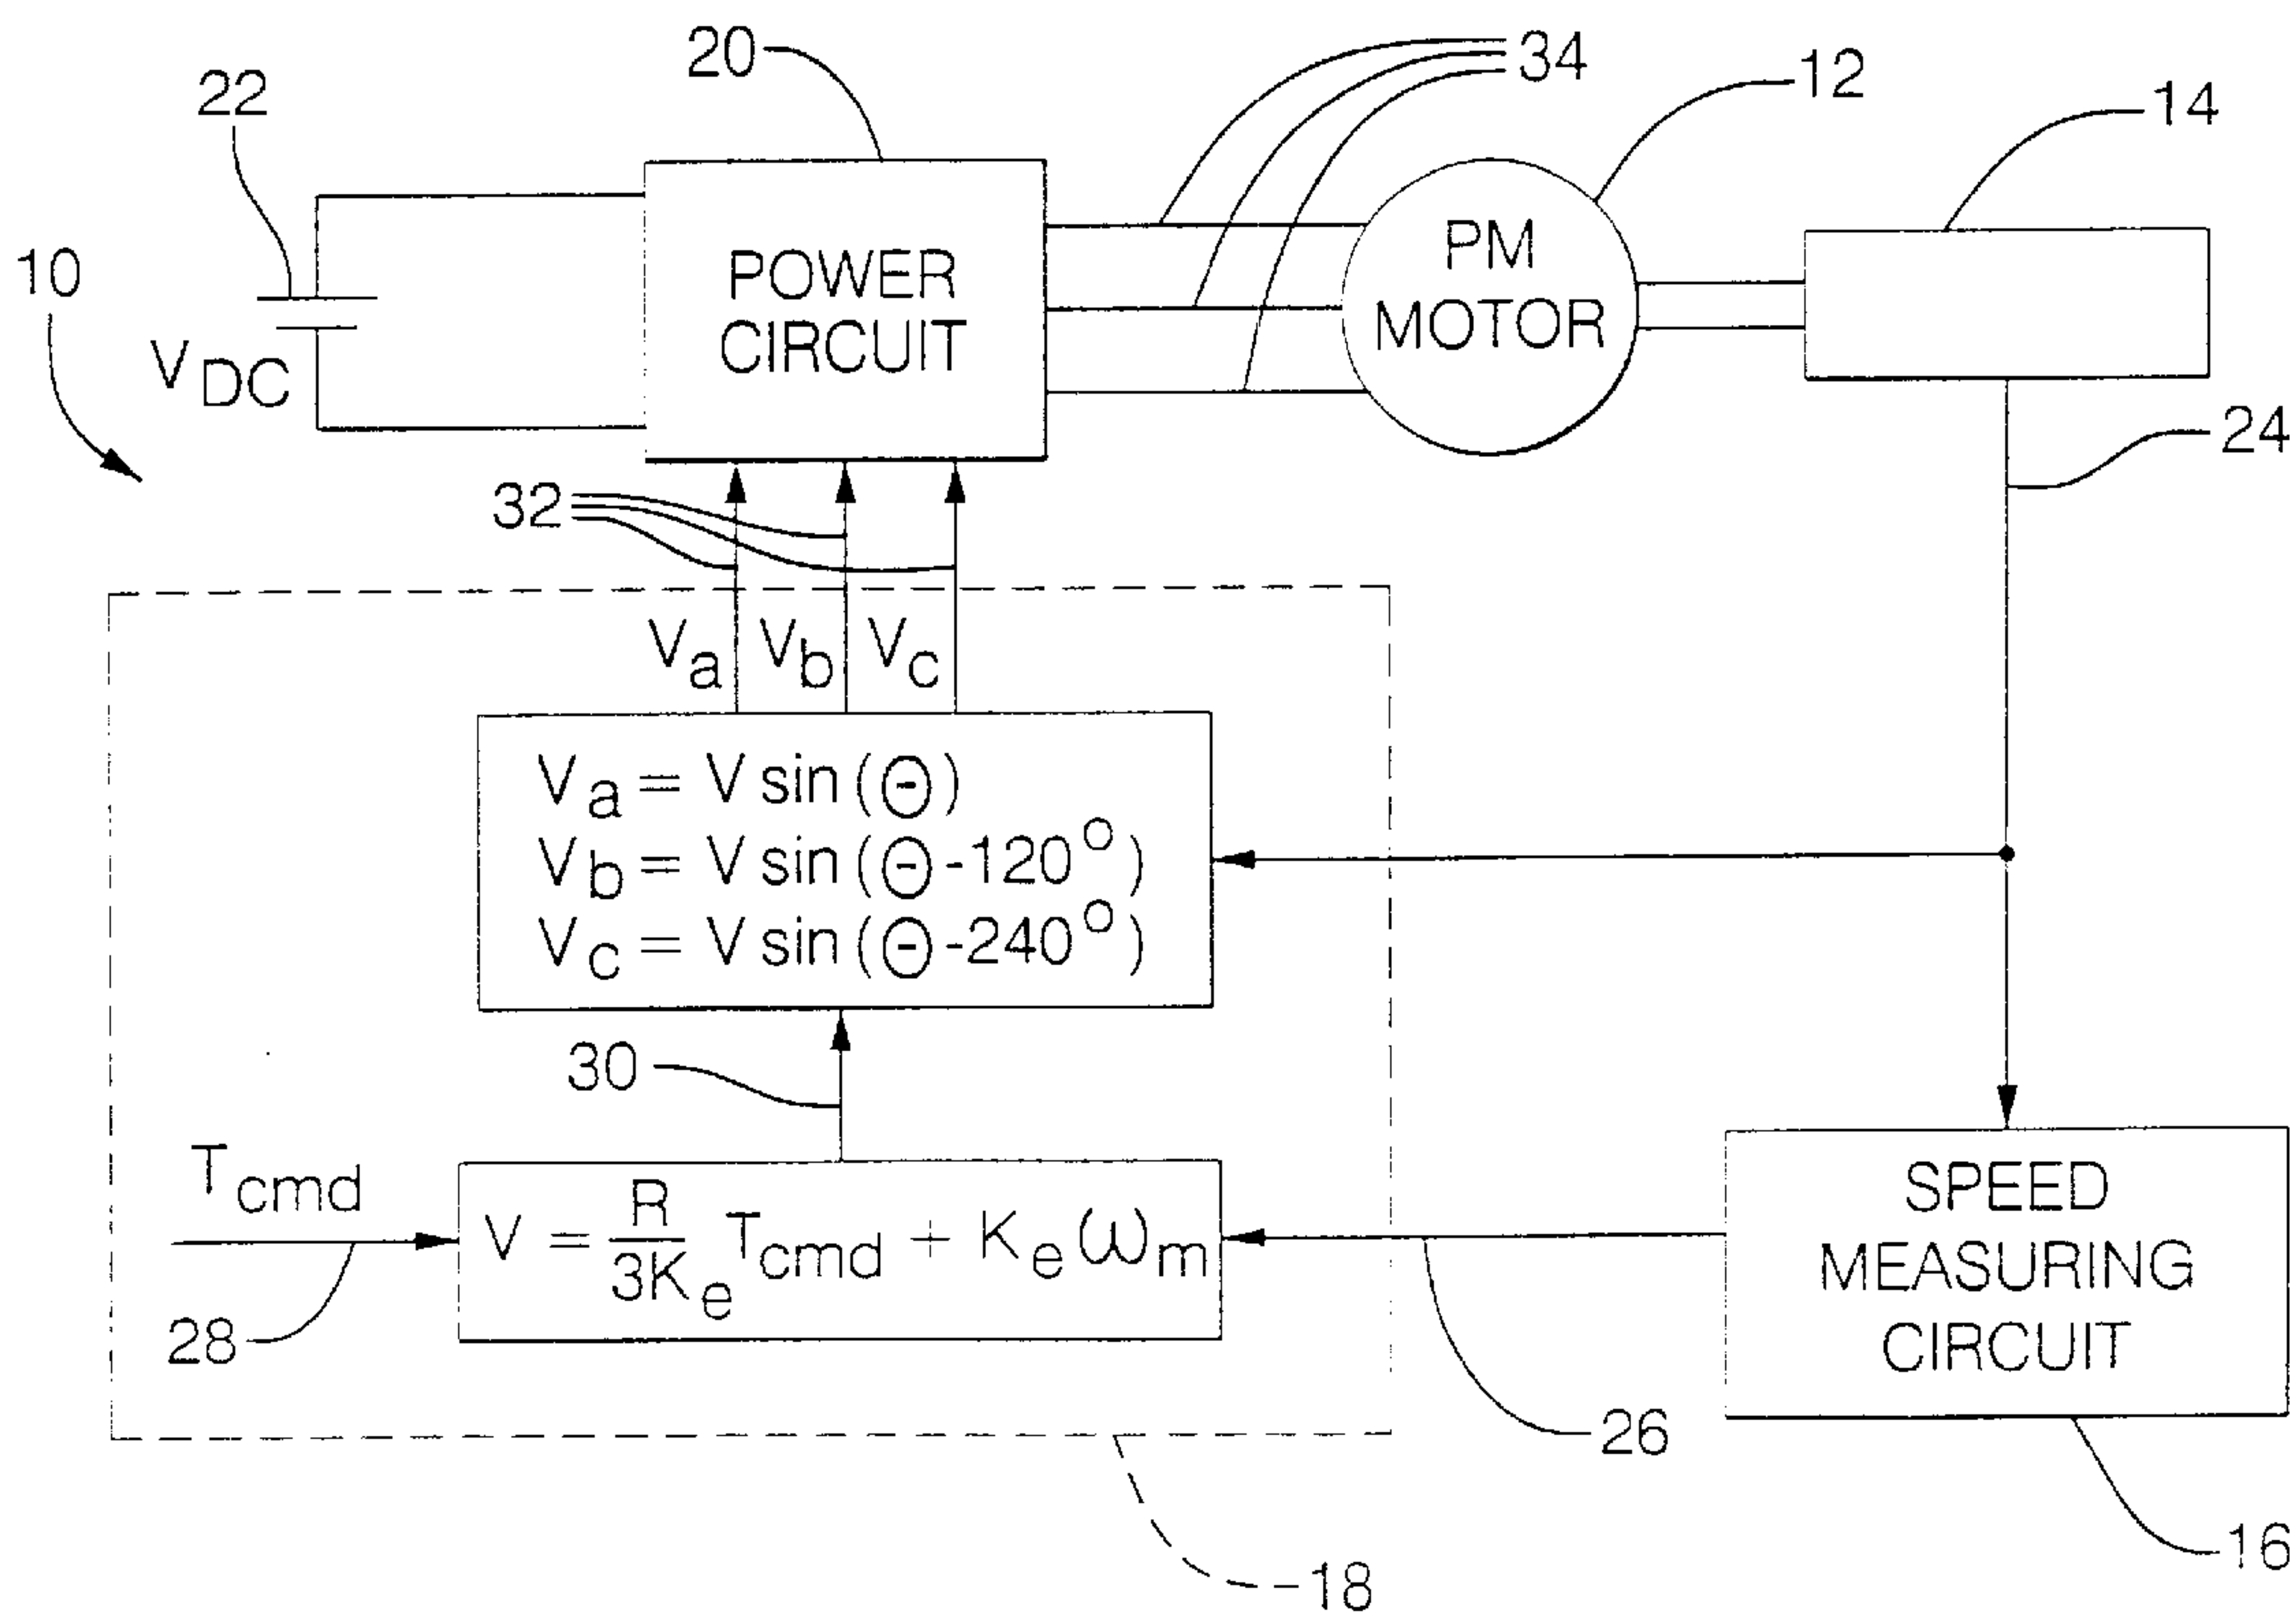 20
34
12
22
14
10
POWER
CIRCUIT
PM
MOTOR
V DC
24
32
Va Vb Vc
Va = V sin (Θ)
Vb = V sin (Θ -120°)
Vc = V sin (Θ -240°)
30
Tcmd
V = R/3Ke Tcmd + Ke ωm
SPEED
MEASURING
CIRCUIT
28
26
16
18